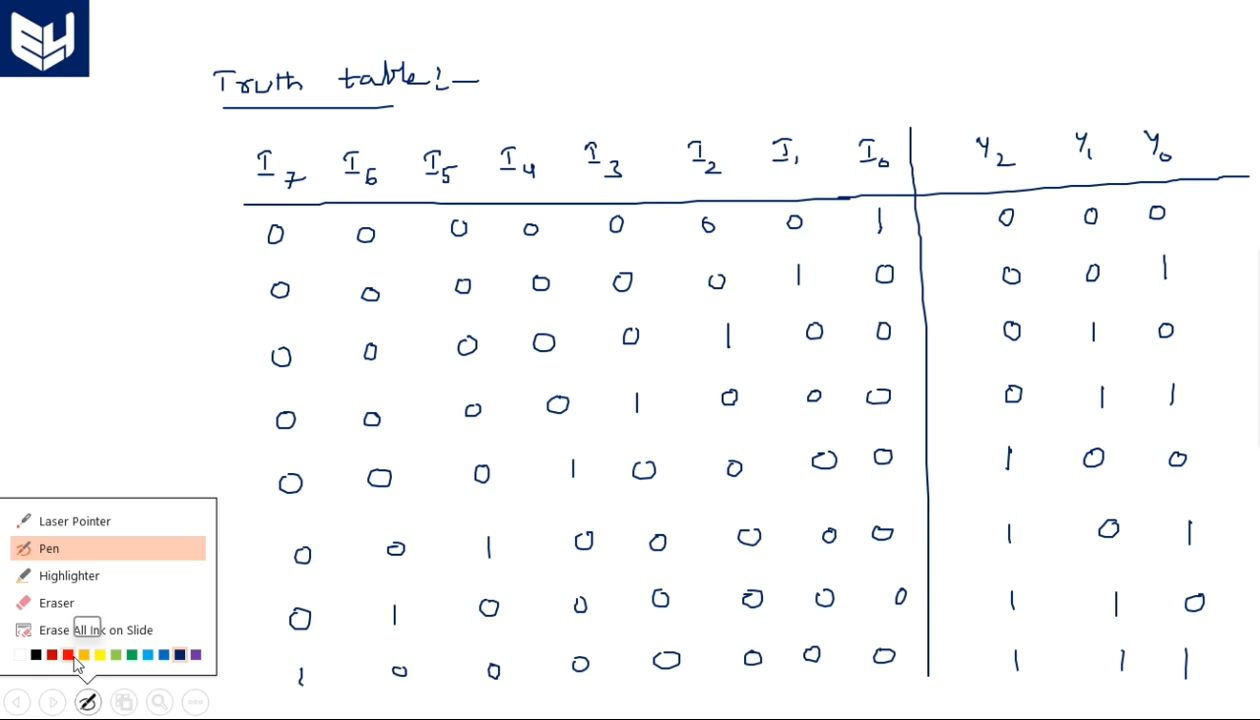 Truth table:-
I7 I6 I5 I4 I3 I2 I1 I0 Y2 Y1 Y0
0 0 0 0 0 0 0 1 0 0 0
0 0 0 0 0 0 1 0 0 0 1
0 0 0 0 0 1 0 0 0 1 0
0 0 0 0 1 0 0 0 0 1 1
0 0 0 1 0 0 0 0 1 0 0
0 0 1 0 0 0 0 0 1 0 1
0 1 0 0 0 0 0 0 1 1 0
1 0 0 0 0 0 0 0 1 1 1
Laser Pointer
Pen
Highlighter
Eraser
Erase All Ink on Slide